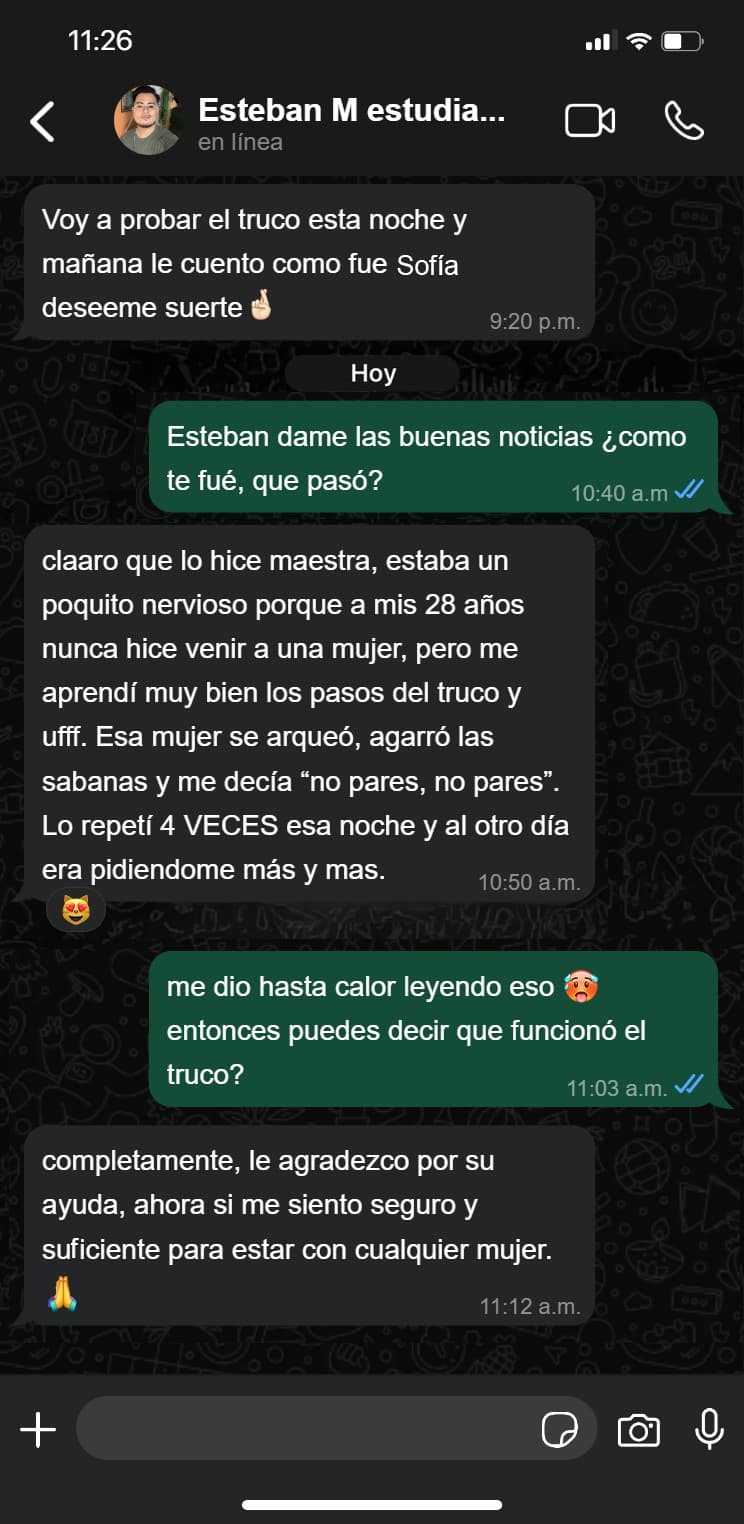 11:26
Esteban M estudia...
en línea
Voy a probar el truco esta noche y
mañana le cuento como fue Sofía
deseeme suerte🤞🏻
9:20 p.m.
Hoy
Esteban dame las buenas noticias ¿como
te fué, que pasó?
10:40 a.m
claaro que lo hice maestra, estaba un
poquito nervioso porque a mis 28 años
nunca hice venir a una mujer, pero me
aprendí muy bien los pasos del truco y
ufff. Esa mujer se arqueó, agarró las
sabanas y me decía “no pares, no pares”.
Lo repetí 4 VECES esa noche y al otro día
era pidiendome más y mas.
10:50 a.m.
😻
me dio hasta calor leyendo eso 🥵
entonces puedes decir que funcionó el
truco?
11:03 a.m.
completamente, le agradezco por su
ayuda, ahora si me siento seguro y
suficiente para estar con cualquier mujer.
🙏
11:12 a.m.